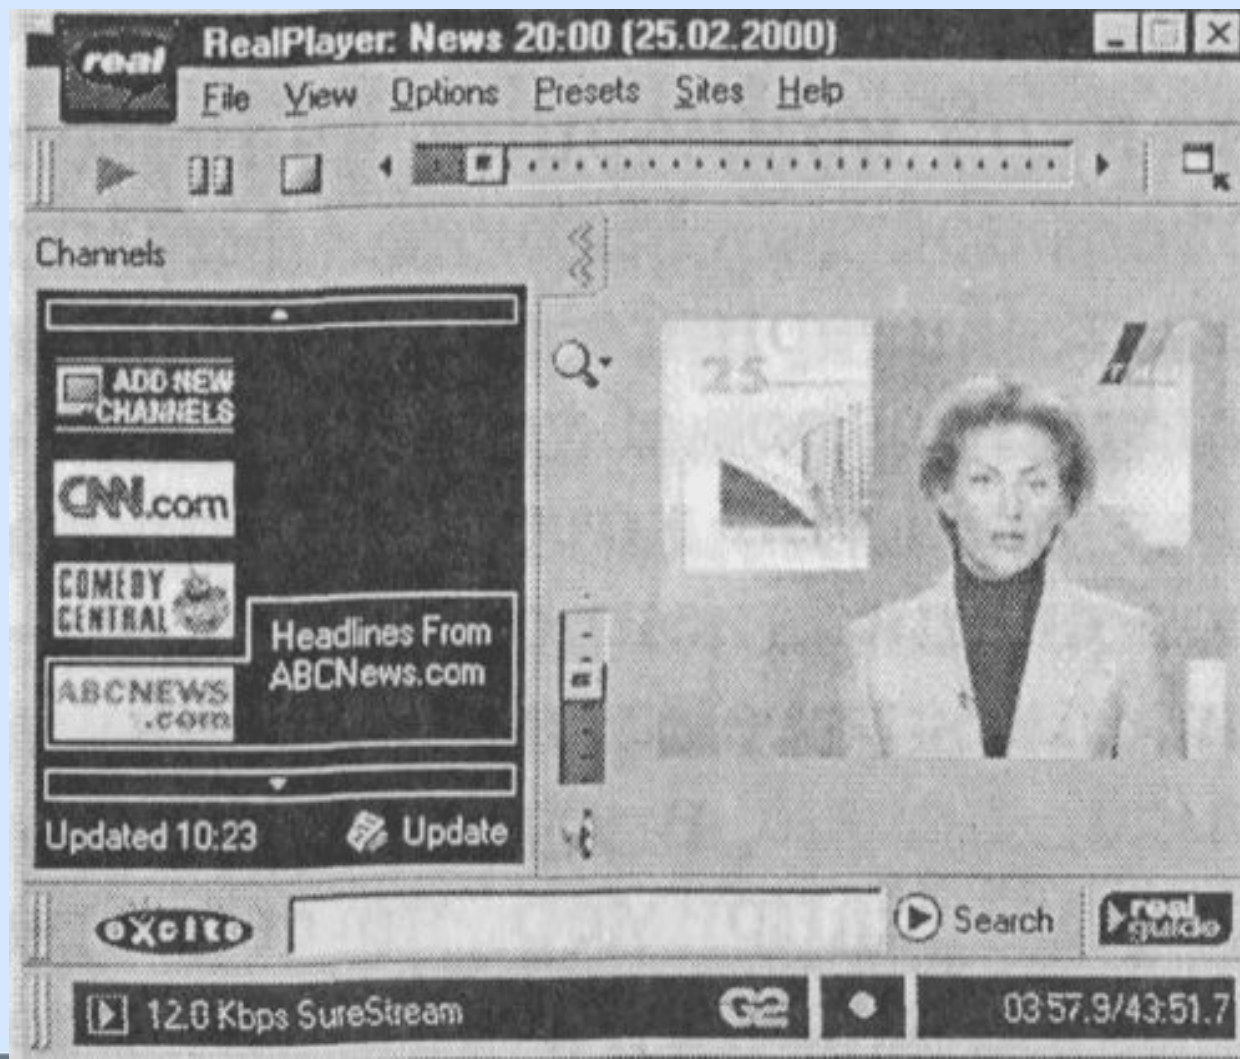 real
RealPlayer: News 20:00 (25.02.2000)
File View Options Presets Sites Help
Channels
ADD NEW
CHANNELS
CNN.com
COMEDY
CENTRAL
Headlines From
ABCNews.com
ABCNEWS
.com
Updated 10:23 Update
25
excite
Search
real
guide
12.0 Kbps SureStream
G2
03:57.9/43:51.7